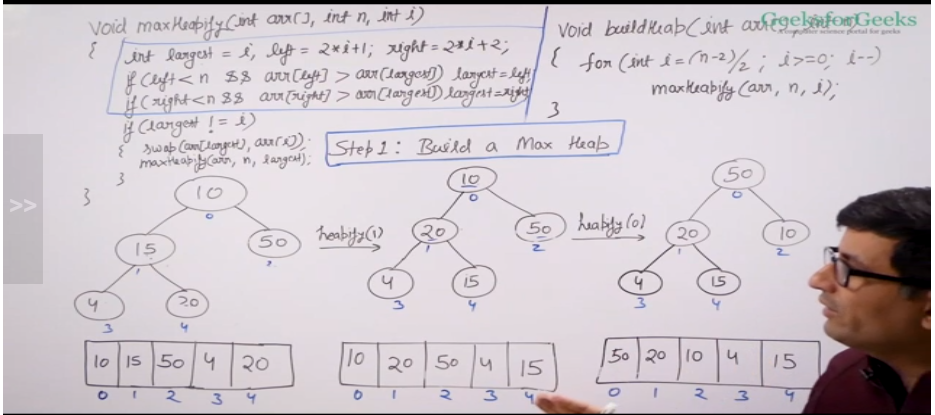 void maxHeapify(int arr[], int n, int i)
{
int largest = i, left = 2*i+1; right = 2*i+2;
if (left < n && arr[left] > arr[largest]) largest = left;
if (right < n && arr[right] > arr[largest]) largest = right
if (largest != i)
{ swap(arr[largest], arr[i]);
maxHeapify(arr, n, largest);
}
}
GeeksforGeeks
A computer science portal for geeks
void buildHeap(int arr[], int n)
{ for (int i = (n-2)/2 ; i>=0; i--)
maxHeapify(arr, n, i);
}
Step 1 : Build a Max Heap
>>
10
0
15 50
1 2
4 20
3 4
heapify(1)
10
0
20 50
1 2
4 15
3 4
heapify(0)
50
0
20 10
1 2
4 15
3 4
10 15 50 4 20
0 1 2 3 4
10 20 50 4 15
0 1 2 3 4
50 20 10 4 15
0 1 2 3 4